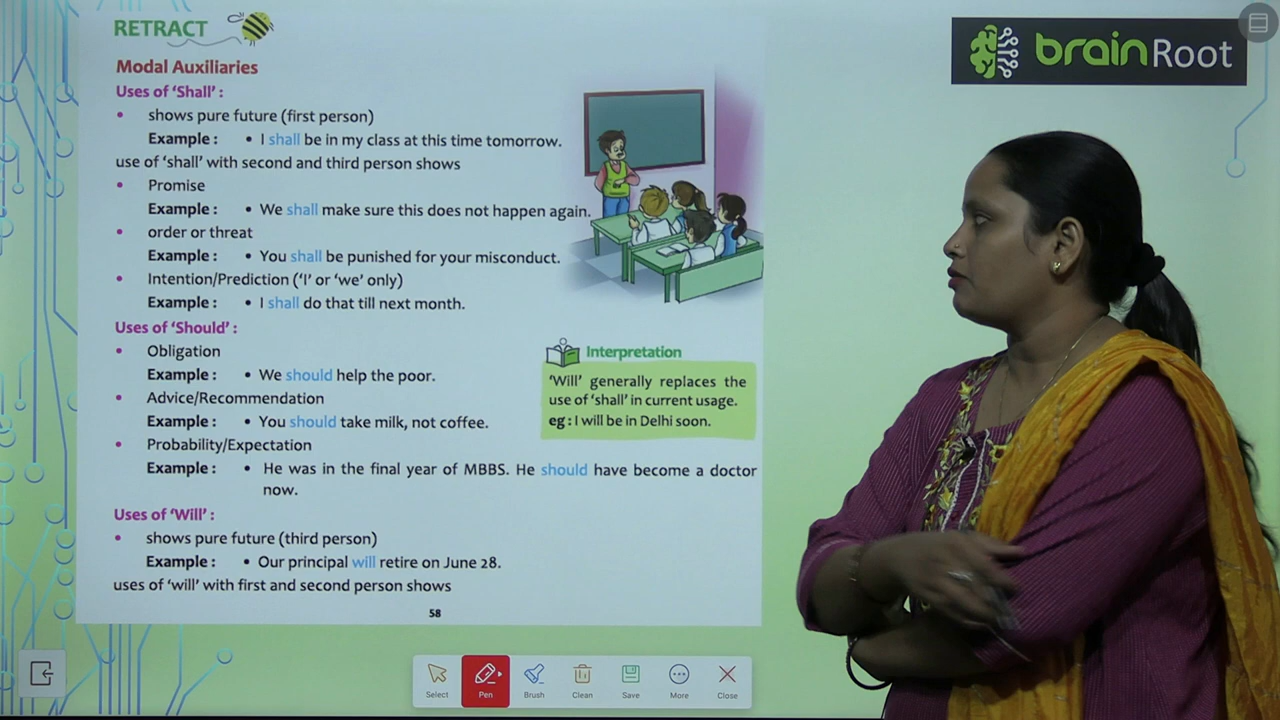 RETRACT
brainRoot
Modal Auxiliaries
Uses of ‘Shall’ :
• shows pure future (first person)
Example : • I shall be in my class at this time tomorrow.
use of ‘shall’ with second and third person shows
• Promise
Example : • We shall make sure this does not happen again.
• order or threat
Example : • You shall be punished for your misconduct.
• Intention/Prediction (‘I’ or ‘we’ only)
Example : • I shall do that till next month.
Uses of ‘Should’ :
• Obligation
Example : • We should help the poor.
• Advice/Recommendation
Example : • You should take milk, not coffee.
• Probability/Expectation
Example : • He was in the final year of MBBS. He should have become a doctor
now.
Interpretation
‘Will’ generally replaces the
use of ‘shall’ in current usage.
eg : I will be in Delhi soon.
Uses of ‘Will’ :
• shows pure future (third person)
Example : • Our principal will retire on June 28.
uses of ‘will’ with first and second person shows
58
Select Pen Brush Clean Save More Close